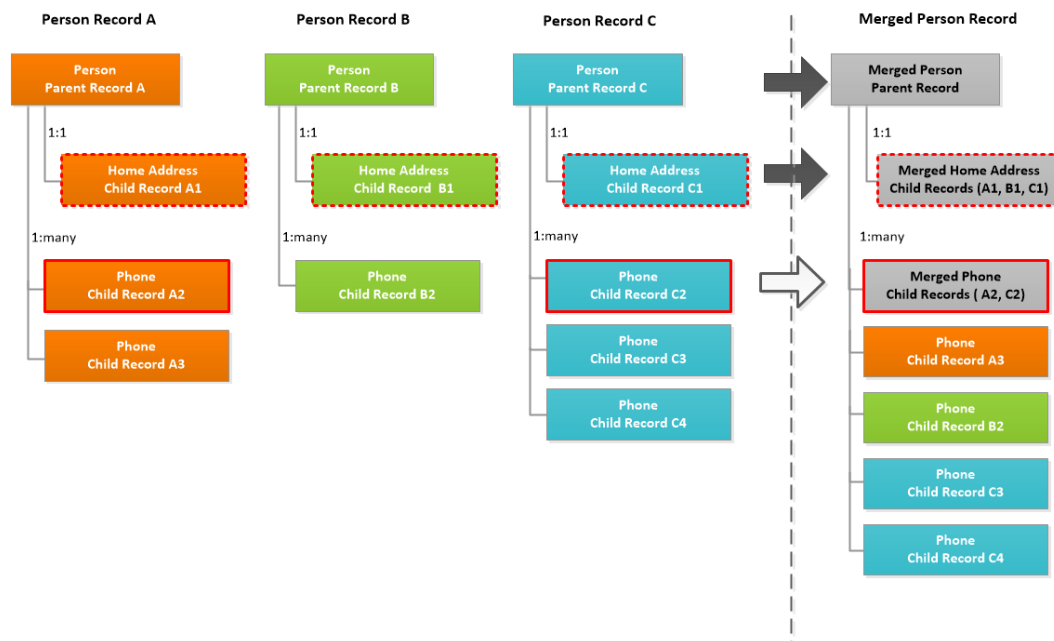 Person Record A
Person Record B
Person Record C
Merged Person Record
Person
Parent Record A
Person
Parent Record B
Person
Parent Record C
Merged Person
Parent Record
1:1
1:1
1:1
1:1
Home Address
Child Record A1
Home Address
Child Record B1
Home Address
Child Record C1
Merged Home Address
Child Records (A1, B1, C1)
1:many
1:many
1:many
1:many
Phone
Child Record A2
Phone
Child Record B2
Phone
Child Record C2
Merged Phone
Child Records ( A2, C2)
Phone
Child Record A3
Phone
Child Record C3
Phone
Child Record A3
Phone
Child Record C4
Phone
Child Record B2
Phone
Child Record C3
Phone
Child Record C4